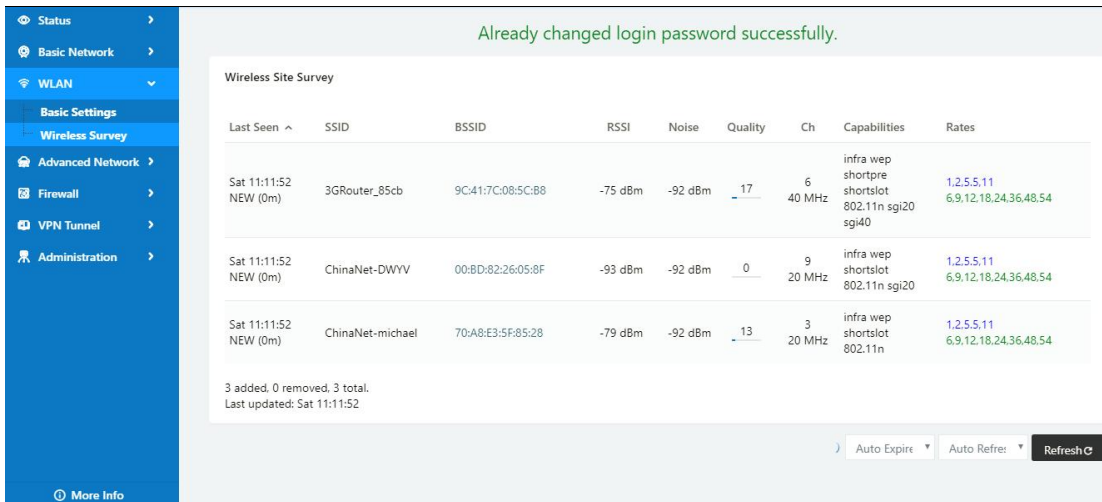 Status
Basic Network
WLAN
Basic Settings
Wireless Survey
Advanced Network
Firewall
VPN Tunnel
Administration
More Info
Already changed login password successfully.
Wireless Site Survey
Last Seen SSID BSSID RSSI Noise Quality Ch Capabilities Rates
Sat 11:11:52
NEW (0m)
3GRouter_85cb
9C:41:7C:08:5C:B8
-75 dBm
-92 dBm
17
6
40 MHz
infra wep
shortpre
shortslot
802.11n sgi20
sgi40
1,2,5.5,11
6,9,12,18,24,36,48,54
Sat 11:11:52
NEW (0m)
ChinaNet-DWYV
00:BD:82:26:05:8F
-93 dBm
-92 dBm
0
9
20 MHz
infra wep
shortslot
802.11n sgi20
1,2,5.5,11
6,9,12,18,24,36,48,54
Sat 11:11:52
NEW (0m)
ChinaNet-michael
70:A8:E3:5F:85:28
-79 dBm
-92 dBm
13
3
20 MHz
infra wep
shortslot
802.11n
1,2,5.5,11
6,9,12,18,24,36,48,54
3 added, 0 removed, 3 total.
Last updated: Sat 11:11:52
Auto Expire
Auto Refre
Refresh